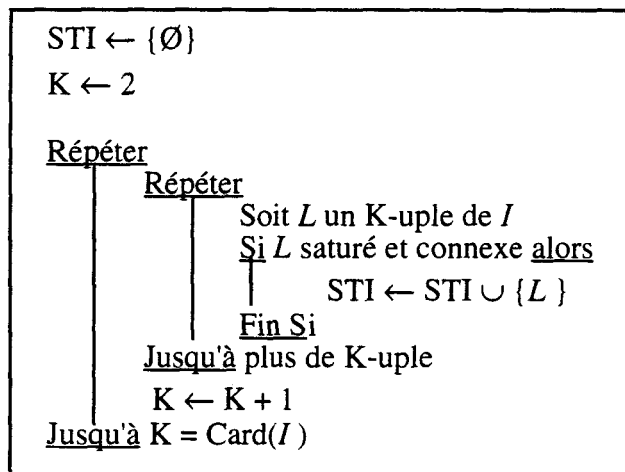 STI ← {Ø}
K ← 2
Répéter
Répéter
Soit L un K-uple de I
Si L saturé et connexe alors
STI ← STI ∪ {L }
Fin Si
Jusqu'à plus de K-uple
K ← K + 1
Jusqu'à K = Card(I )